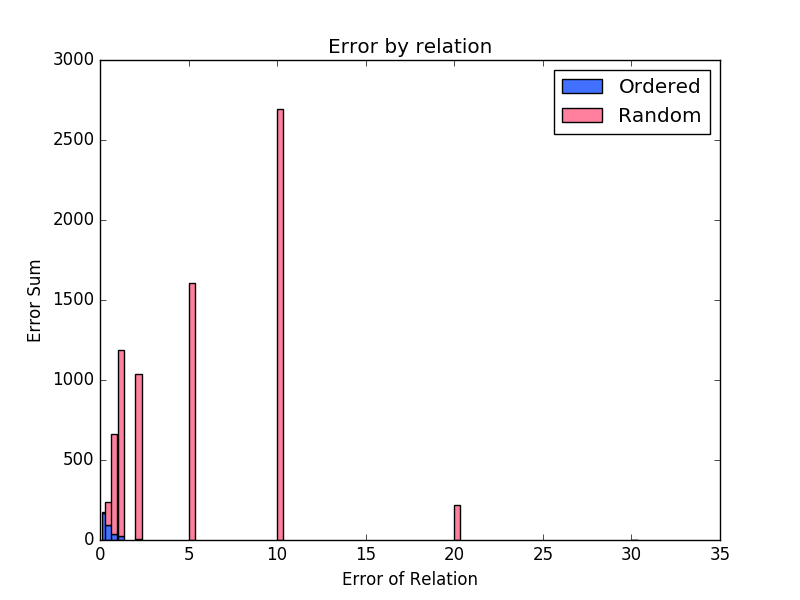 Error by relation
3000
2500
2000
1500
1000
500
0
Error Sum
Ordered
Random
0 5 10 15 20 25 30 35
Error of Relation